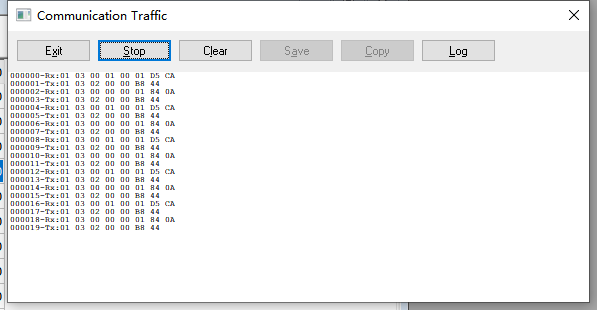 Communication Traffic
Exit Stop Clear Save Copy Log
000000-Rx:01 03 00 01 00 01 D5 CA
000001-Tx:01 03 02 00 00 B8 44
000002-Rx:01 03 00 00 00 01 84 0A
000003-Tx:01 03 02 00 00 B8 44
000004-Rx:01 03 00 01 00 01 D5 CA
000005-Tx:01 03 02 00 00 B8 44
000006-Rx:01 03 00 00 00 01 84 0A
000007-Tx:01 03 02 00 00 B8 44
000008-Rx:01 03 00 01 00 01 D5 CA
000009-Tx:01 03 02 00 00 B8 44
000010-Rx:01 03 00 00 00 01 84 0A
000011-Tx:01 03 02 00 00 B8 44
000012-Rx:01 03 00 01 00 01 D5 CA
000013-Tx:01 03 02 00 00 B8 44
000014-Rx:01 03 00 00 00 01 84 0A
000015-Tx:01 03 02 00 00 B8 44
000016-Rx:01 03 00 01 00 01 D5 CA
000017-Tx:01 03 02 00 00 B8 44
000018-Rx:01 03 00 00 00 01 84 0A
000019-Tx:01 03 02 00 00 B8 44